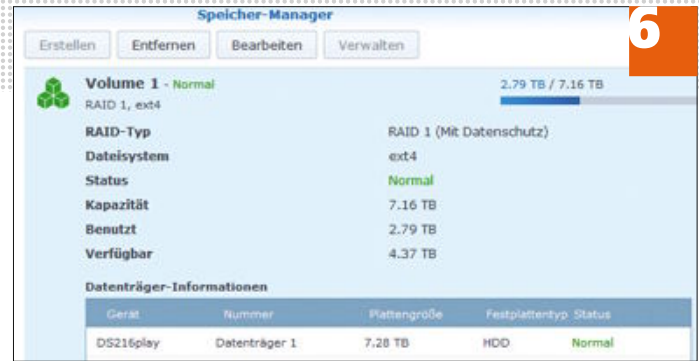 Speicher-Manager
6
Erstellen Entfernen Bearbeiten Verwalten
Volume 1 - Normal 2.79 TB / 7.16 TB
RAID 1, ext4
RAID-Typ RAID 1 (Mit Datenschutz)
Dateisystem ext4
Status Normal
Kapazität 7.16 TB
Benutzt 2.79 TB
Verfügbar 4.37 TB
Datenträger-Informationen
Gerät Nummer Plattengröße Festplattentyp Status
DS216play Datenträger 1 7.28 TB HDD Normal